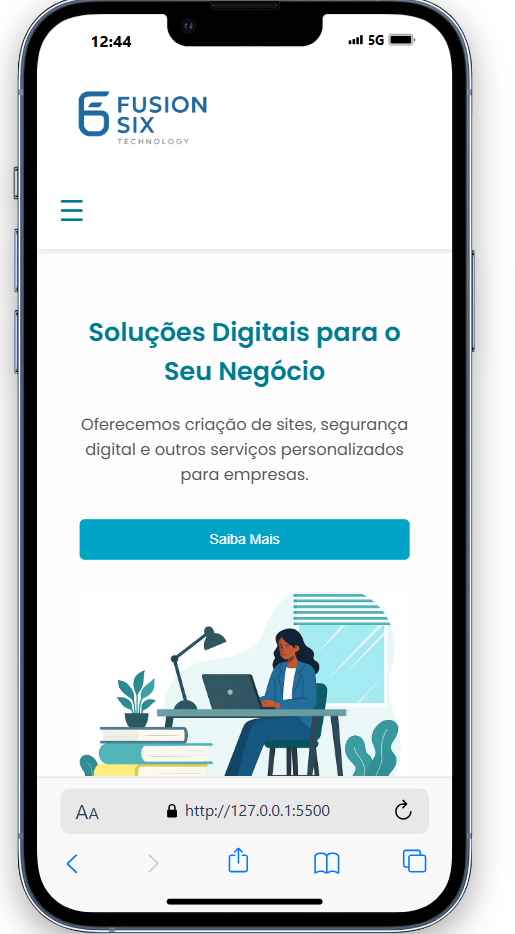 12:44
5G
FUSION
SIX
TECHNOLOGY
Soluções Digitais para o
Seu Negócio
Oferecemos criação de sites, segurança
digital e outros serviços personalizados
para empresas.
Saiba Mais
AA
http://127.0.0.1:5500